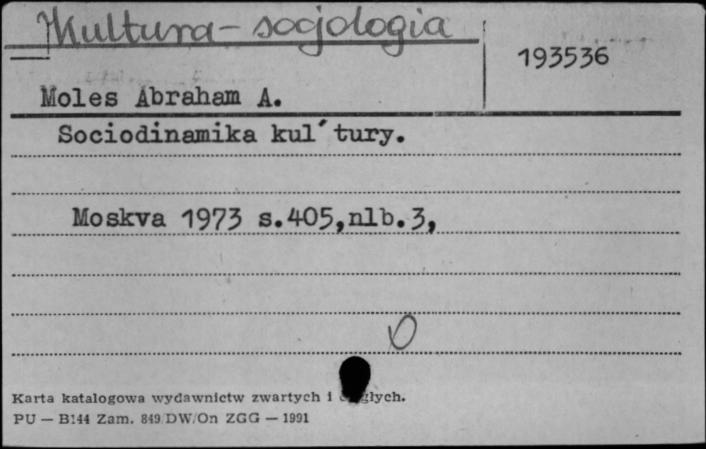 Kultura - socjologia
193536
Moles Abraham A.
Sociodinamika kul´tury.
Moskva 1973 s.405,nlb.3,
Karta katalogowa wydawnictw zwartych i
PU — B144 Zam. 849/DW/On ZGG — 1991